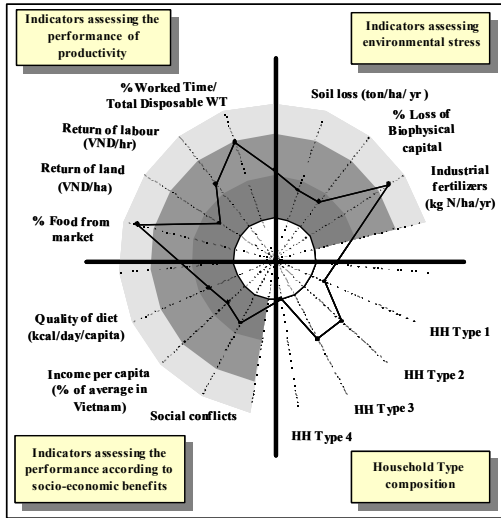 Indicators assessing the
performance of
productivity
Indicators assessing
environmental stress
%Worked Time/
Total Disposable WT
Return of labour
(VND/hr)
Return of land
(VND/ha)
% Food from
market
Soil loss (ton/ha/ yr)
% Loss of
Biophysical
capital
Industrial
fertilizers
(kg N/ha/yr)
Quality of diet
(kcal/day/capita)
Income per capita
(% of average in
Vietnam)
Social conflicts
HH Type 1
HH Type 2
HH Type 3
HH Type 4
Indicators assessing the
performance according to
socio-economic benefits
Household Type
composition